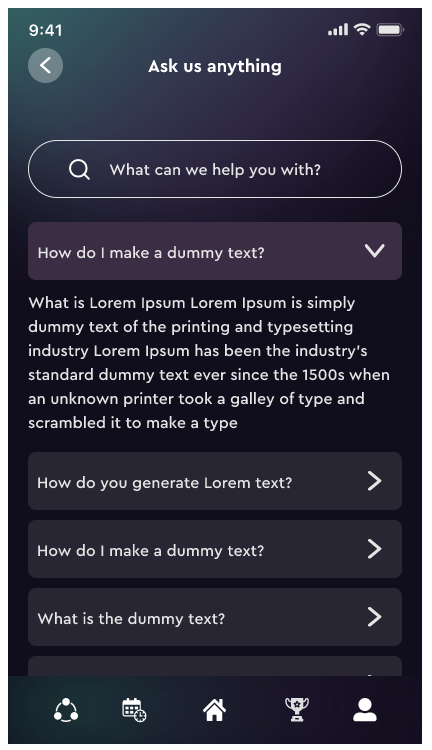 9:41
Ask us anything
What can we help you with?
How do I make a dummy text?
What is Lorem Ipsum Lorem Ipsum is simply
dummy text of the printing and typesetting
industry Lorem Ipsum has been the industry's
standard dummy text ever since the 1500s when
an unknown printer took a galley of type and
scrambled it to make a type
How do you generate Lorem text?
How do I make a dummy text?
What is the dummy text?